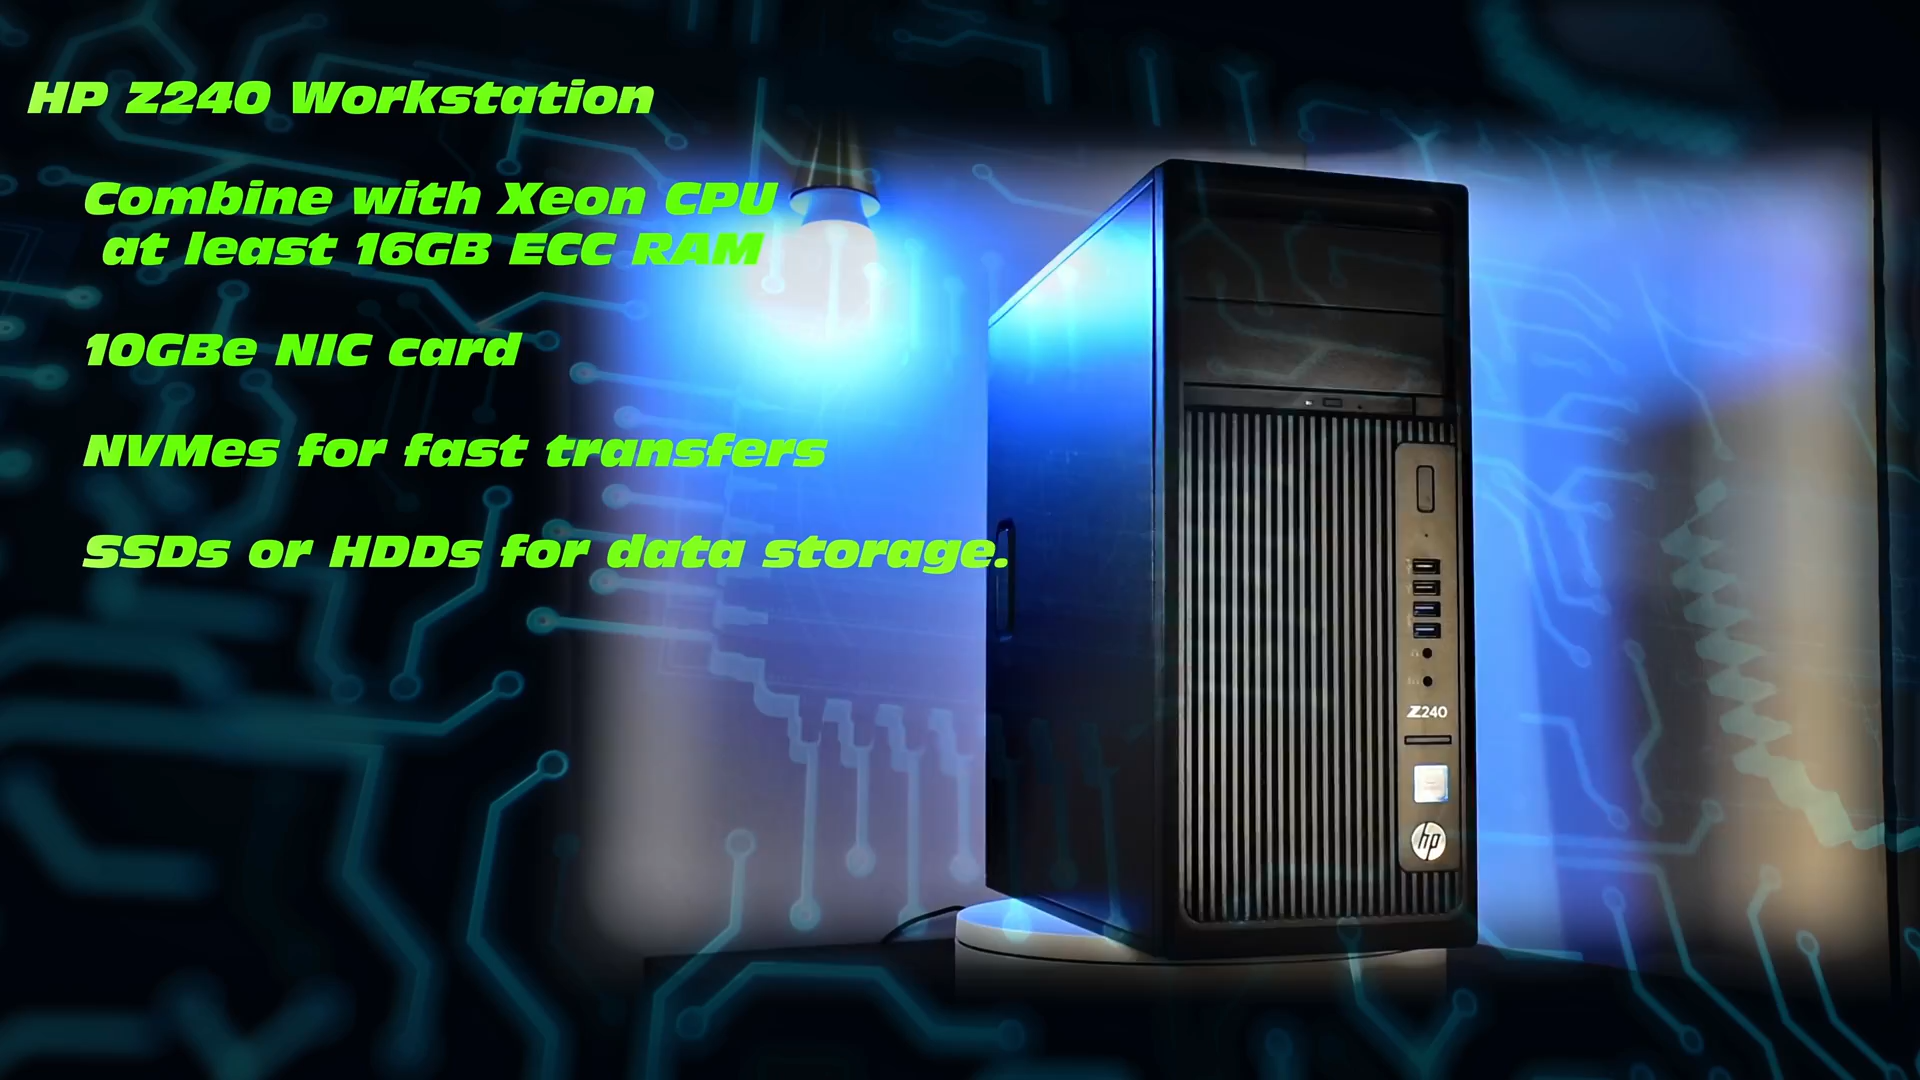 HP Z240 Workstation
Combine with Xeon CPU
at least 16GB ECC RAM
10GBe NIC card
NVMes for fast transfers
SSDs or HDDs for data storage.
Z240
hp